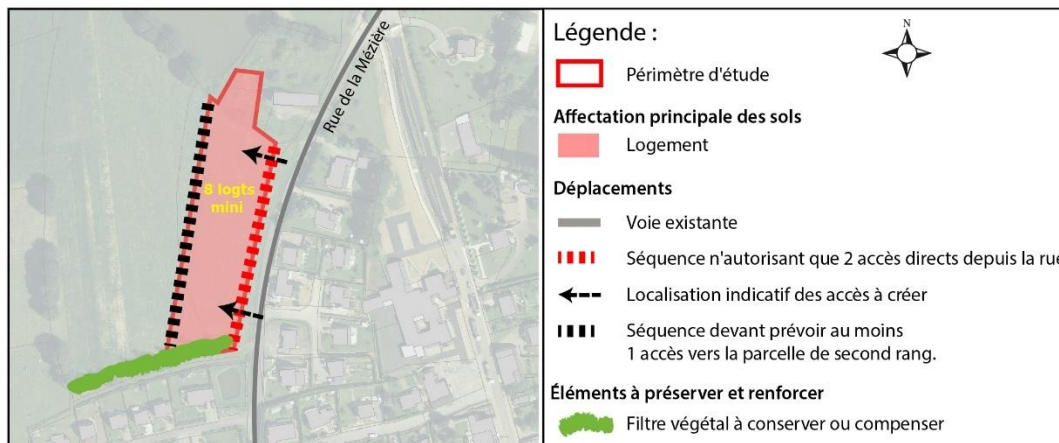 Rue de la Mézière
8 logts
mini
Légende :
N
Périmètre d'étude
Affectation principale des sols
Logement
Déplacements
Voie existante
Séquence n'autorisant que 2 accès directs depuis la rue
Localisation indicatif des accès à créer
Séquence devant prévoir au moins
1 accès vers la parcelle de second rang.
Éléments à préserver et renforcer
Filtre végétal à conserver ou compenser